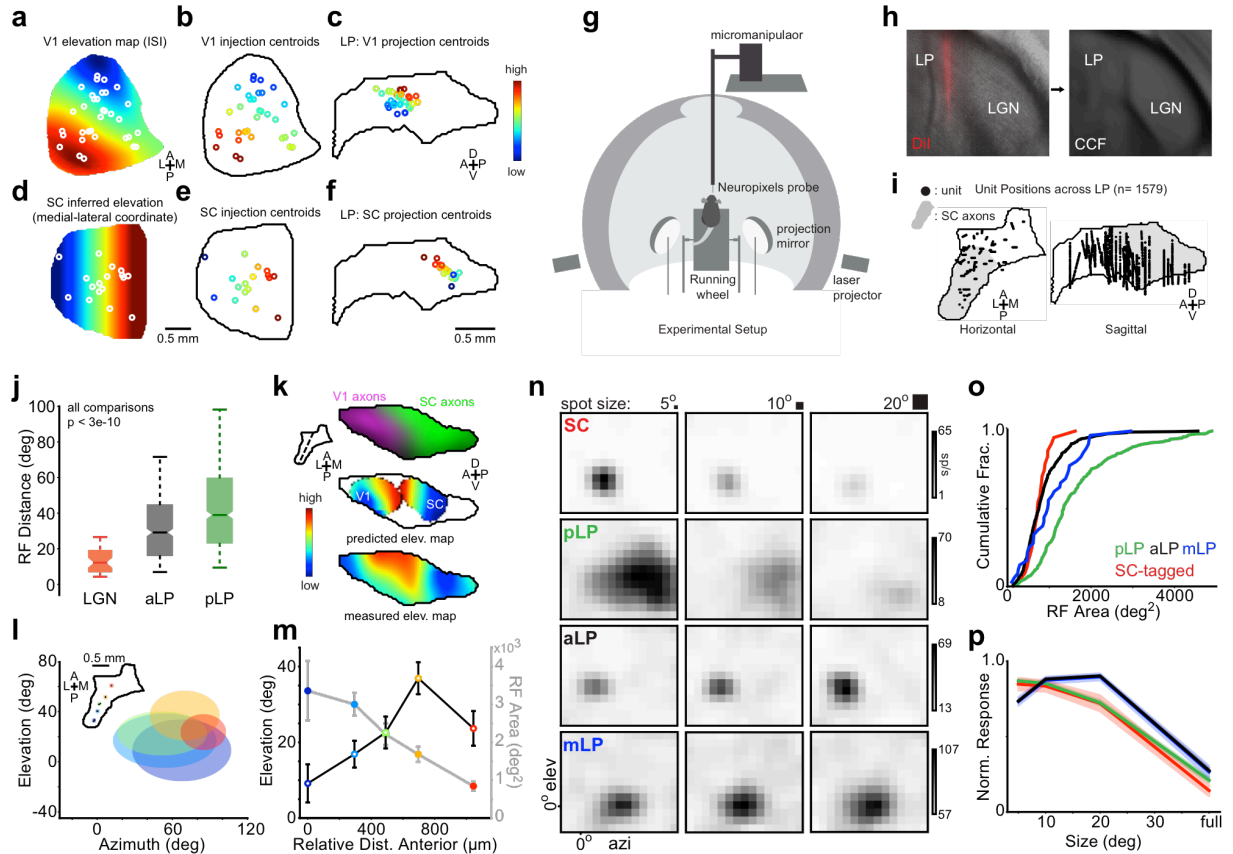 a
V1 elevation map (ISI)
A
L M
P
b
V1 injection centroids
c
LP: V1 projection centroids
high
low
D
A P
V
d
SC inferred elevation
(medial-lateral coordinate)
0.5 mm
e
SC injection centroids
f
LP: SC projection centroids
0.5 mm
g
micromanipulaor
Neuropixels probe
projection
mirror
Running
wheel
laser
projector
Experimental Setup
h
LP
LGN
DiI
LP
LGN
CCF
i
: unit
Unit Positions across LP (n= 1579)
: SC axons
A
L M
P
Horizontal
D
A P
V
Sagittal
j
all comparisons
p < 3e-10
RF Distance (deg)
100
80
60
40
20
0
LGN
aLP
pLP
k
V1 axons
SC axons
A
L M
P
D
A P
V
high
low
V1
SC
predicted elev. map
measured elev. map
l
0.5 mm
A
L M
P
Elevation (deg)
80
40
0
-40
0
60
120
Azimuth (deg)
m
x10³
Elevation (deg)
40
20
0
RF Area (deg²)
4
3
2
1
0
0
400
800
Relative Dist. Anterior (µm)
n
spot size:
5°
10°
20°
SC
65
sp/s
1
pLP
70
8
aLP
69
13
mLP
107
57
0° elev
0°
azi
o
Cumulative Frac.
1.0
0
pLP aLP mLP
SC-tagged
0
2000
4000
RF Area (deg²)
p
Norm. Response
1.0
0
10
20
30
full
Size (deg)